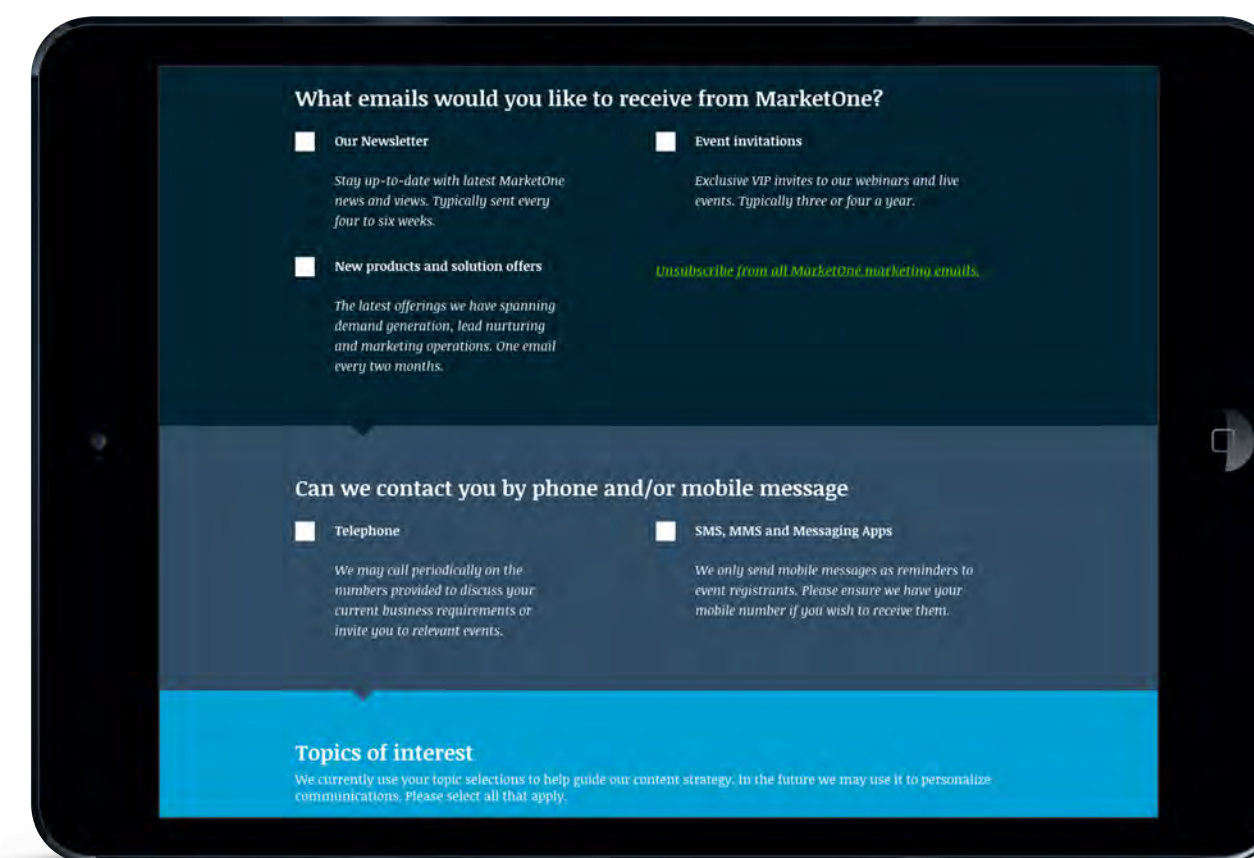 What emails would you like to receive from MarketOne?
Our Newsletter
Stay up-to-date with latest MarketOne
news and views. Typically sent every
four to six weeks.
Event invitations
Exclusive VIP invites to our webinars and live
events. Typically three or four a year.
New products and solution offers
The latest offerings we have spanning
demand generation, lead nurturing
and marketing operations. One email
every two months.
Unsubscribe from all MarketOne marketing emails.
Can we contact you by phone and/or mobile message
Telephone
We may call periodically on the
numbers provided to discuss your
current business requirements or
invite you to relevant events.
SMS, MMS and Messaging Apps
We only send mobile messages as reminders to
event registrants. Please ensure we have your
mobile number if you wish to receive them.
Topics of interest
We currently use your topic selections to help guide our content strategy. In the future we may use it to personalize
communications. Please select all that apply.